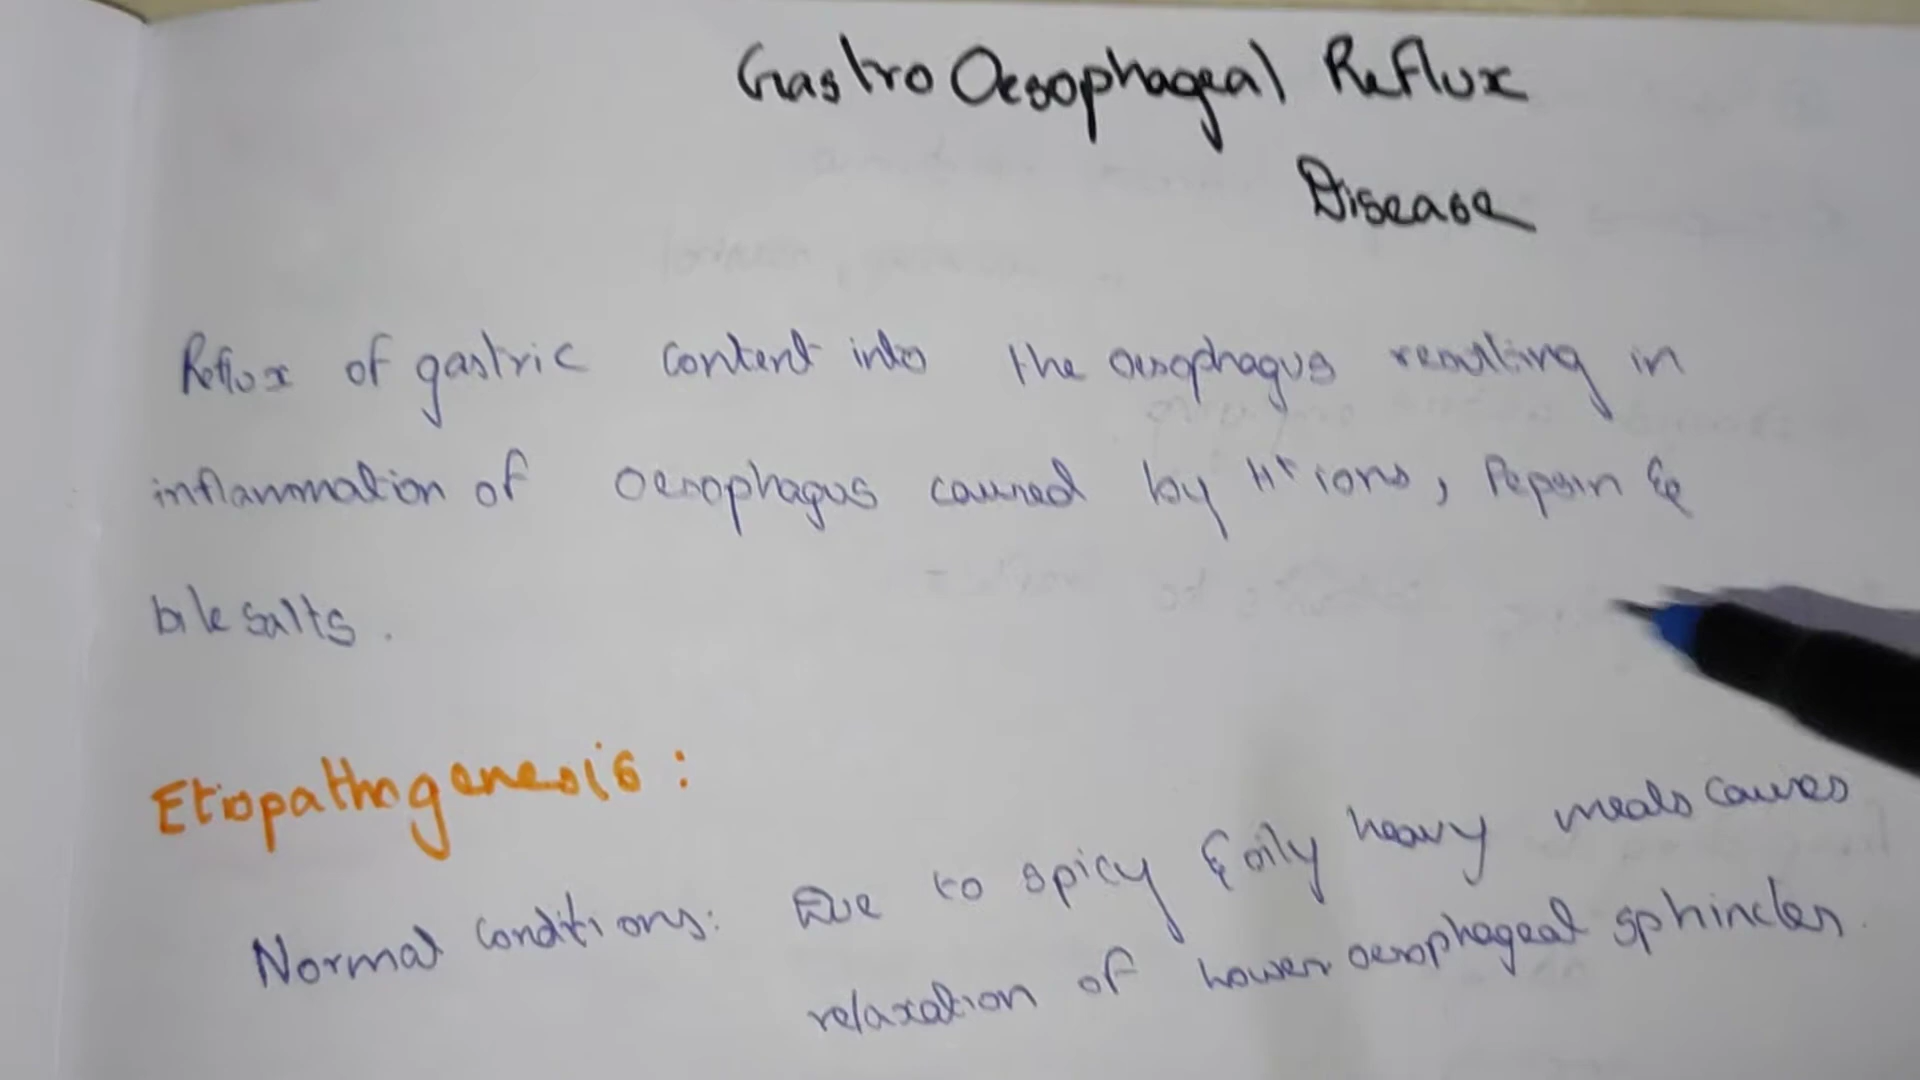 Gastro Oesophageal Reflux
Disease
Reflux of gastric content into the oesophagus resulting in
inflammation of oesophagus caused by H+ ions, Pepsin &
bile salts.
Etiopathogenesis:
Normal conditions: Due to spicy & oily heavy meals causes
relaxation of Lower oesophageal sphincter.